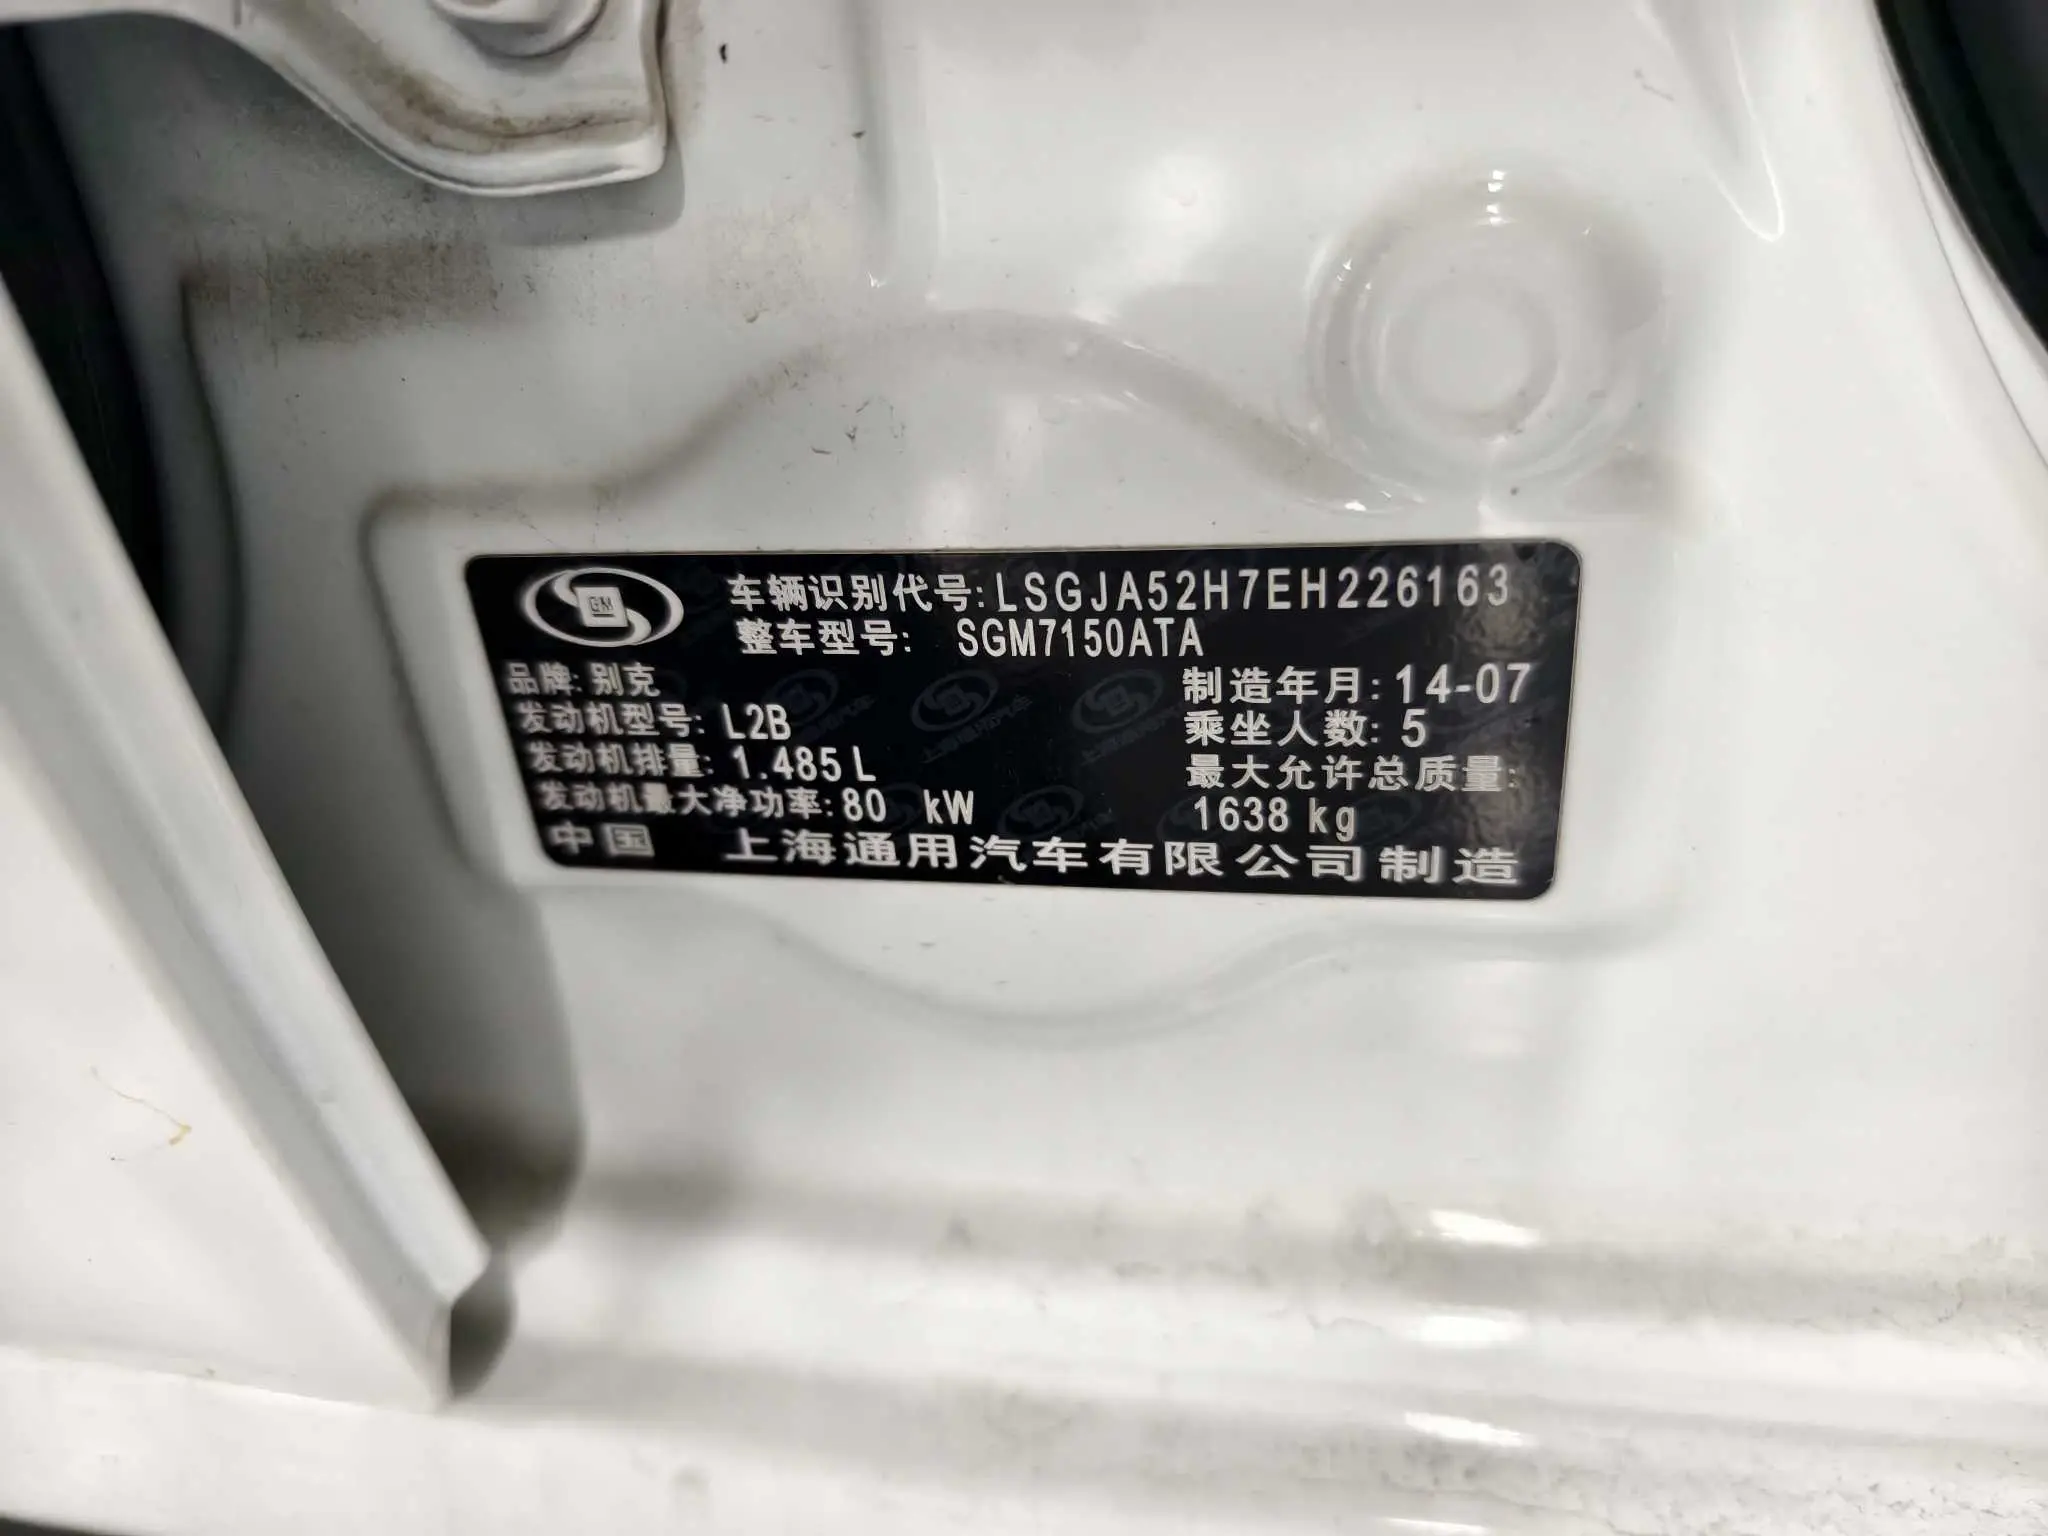 GM
车辆识别代号:LSGJA52H7EH226163
整车型号: SGM7150ATA
品牌:别克
制造年月:14-07
发动机型号: L2B
乘坐人数: 5
发动机排量: 1.485L
最大允许总质量:
发动机最大净功率:80 kW
1638 kg
中国 上海通用汽车有限公司制造